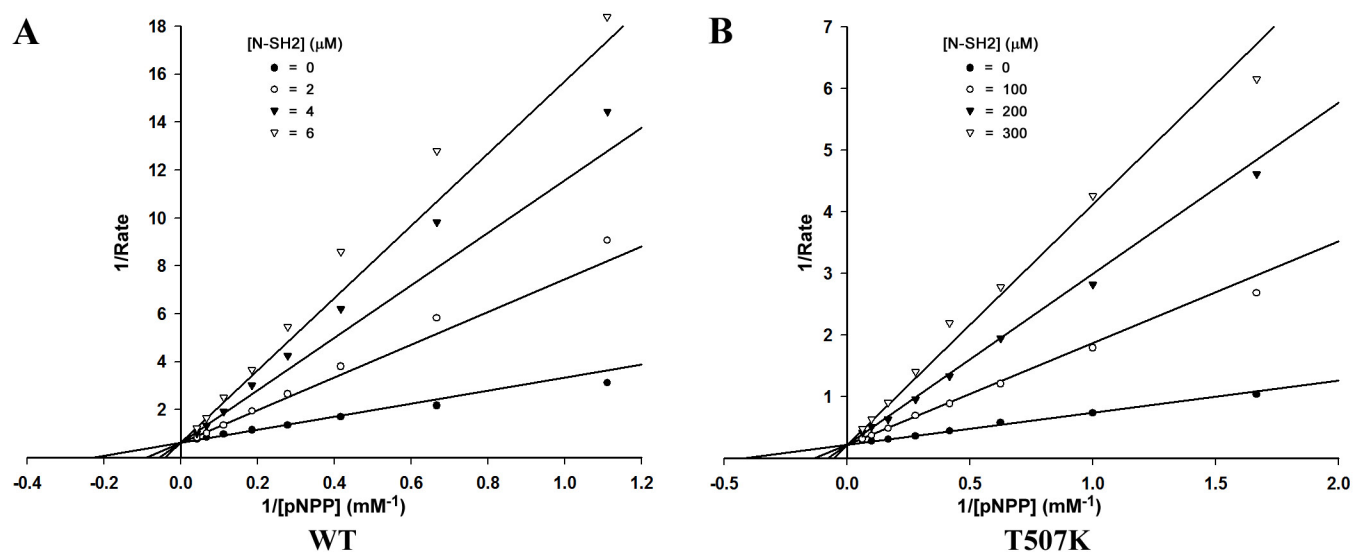 A
[N-SH2] (μM)
● = 0
○ = 2
▼ = 4
▽ = 6
18
16
14
12
10
8
6
4
2
1/Rate
-0.4
-0.2
0.0
0.2
0.4
0.6
0.8
1.0
1.2
1/[pNPP] (mM⁻¹)
WT
B
[N-SH2] (μM)
● = 0
○ = 100
▼ = 200
▽ = 300
7
6
5
4
3
2
1
1/Rate
-0.5
0.0
0.5
1.0
1.5
2.0
1/[pNPP] (mM⁻¹)
T507K